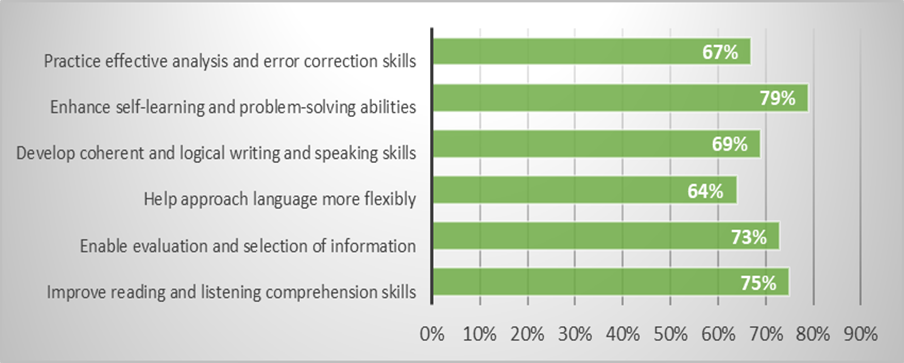 Practice effective analysis and error correction skills 67%
Enhance self-learning and problem-solving abilities 79%
Develop coherent and logical writing and speaking skills 69%
Help approach language more flexibly 64%
Enable evaluation and selection of information 73%
Improve reading and listening comprehension skills 75%
0% 10% 20% 30% 40% 50% 60% 70% 80% 90%